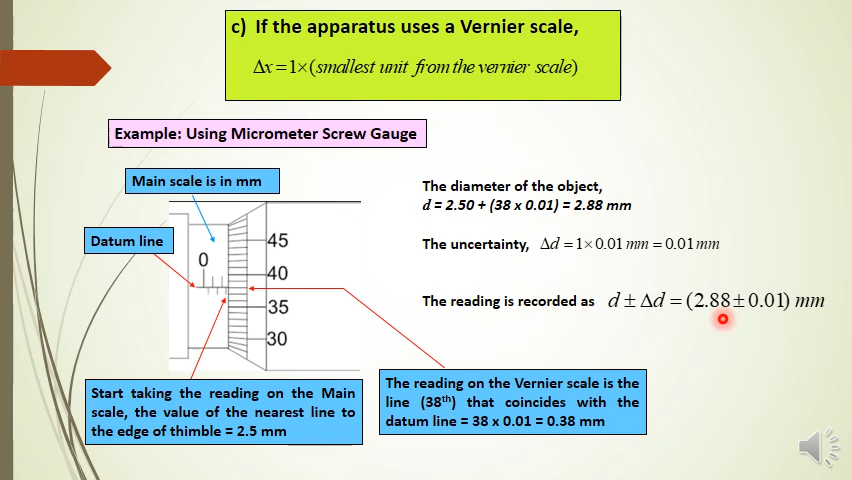 c) If the apparatus uses a Vernier scale,
Δx = 1×(smallest unit from the vernier scale)
Example: Using Micrometer Screw Gauge
Main scale is in mm
Datum line
0
45
40
35
30
The diameter of the object,
d = 2.50 + (38 x 0.01) = 2.88 mm
The uncertainty, Δd = 1× 0.01 mm = 0.01 mm
The reading is recorded as d ± Δd = (2.88 ± 0.01) mm
Start taking the reading on the Main
scale, the value of the nearest line to
the edge of thimble = 2.5 mm
The reading on the Vernier scale is the
line (38th) that coincides with the
datum line = 38 x 0.01 = 0.38 mm